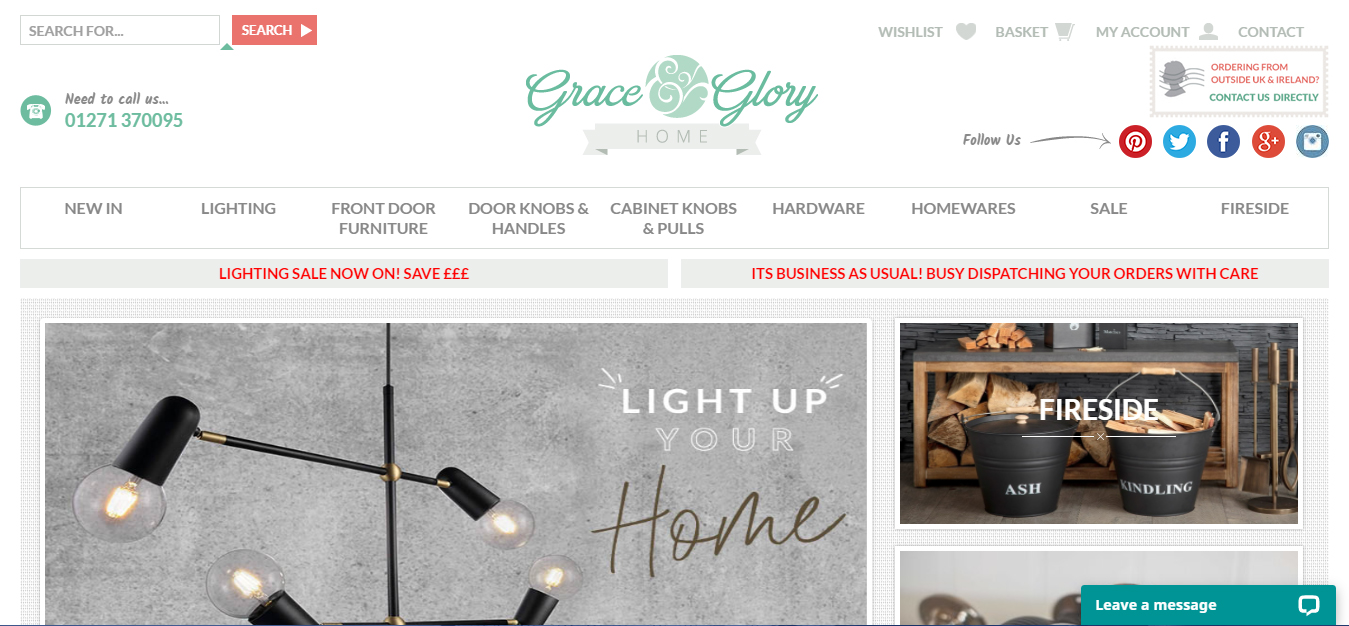 SEARCH FOR...
SEARCH
WISHLIST
BASKET
MY ACCOUNT
CONTACT
Need to call us...
01271 370095
Grace & Glory
HOME
ORDERING FROM
OUTSIDE UK & IRELAND?
CONTACT US DIRECTLY
Follow Us
NEW IN
LIGHTING
FRONT DOOR
FURNITURE
DOOR KNOBS &
HANDLES
CABINET KNOBS
& PULLS
HARDWARE
HOMEWARES
SALE
FIRESIDE
LIGHTING SALE NOW ON! SAVE £££
ITS BUSINESS AS USUAL! BUSY DISPATCHING YOUR ORDERS WITH CARE
LIGHT UP
YOUR
Home
FIRESIDE
ASH
KINDLING
Leave a message